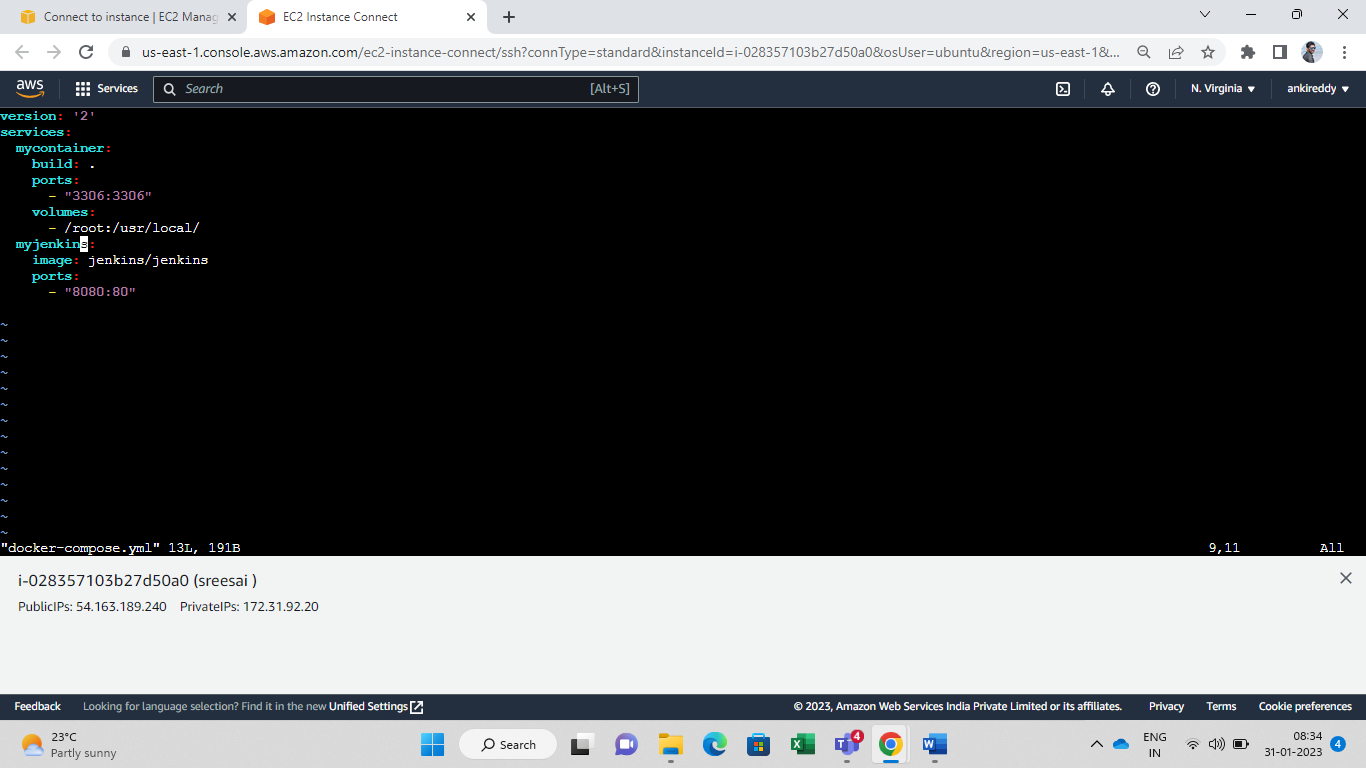 Connect to instance | EC2 Manag
EC2 Instance Connect
us-east-1.console.aws.amazon.com/ec2-instance-connect/ssh?connType=standard&instanceId=i-028357103b27d50a0&osUser=ubuntu&region=us-east-1&...
aws
Services
Search
[Alt+S]
N. Virginia
ankireddy
version: '2'
services:
  mycontainer:
    build: .
    ports:
      - "3306:3306"
    volumes:
      - /root:/usr/local/
  myjenkins:
    image: jenkins/jenkins
    ports:
      - "8080:80"
~
~
~
~
~
~
~
~
~
~
~
~
~
~
"docker-compose.yml" 13L, 191B 9,11 All
i-028357103b27d50a0 (sreesai )
PublicIPs: 54.163.189.240 PrivateIPs: 172.31.92.20
Feedback Looking for language selection? Find it in the new Unified Settings © 2023, Amazon Web Services India Private Limited or its affiliates. Privacy Terms Cookie preferences
23°C
Partly sunny
Search
4
ENG
IN
08:34
31-01-2023
4